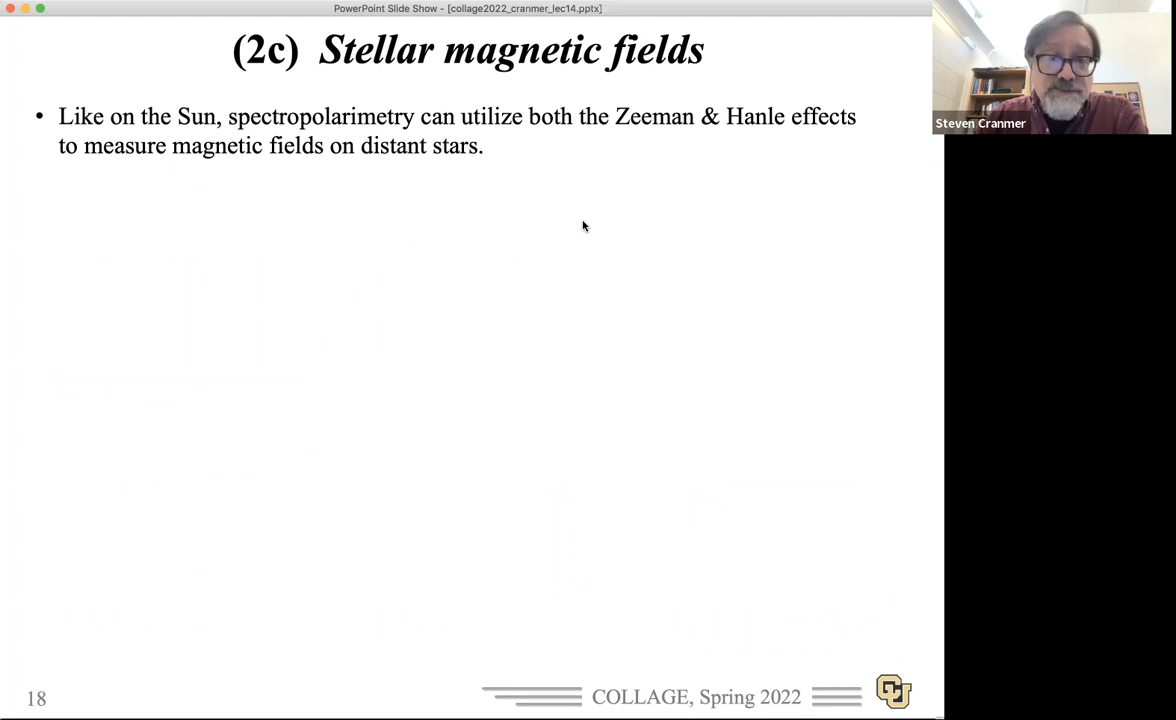 PowerPoint Slide Show - [collage2022_cranmer_lec14.pptx]
(2c) Stellar magnetic fields
• Like on the Sun, spectropolarimetry can utilize both the Zeeman & Hanle effects
to measure magnetic fields on distant stars.
Steven Cranmer
18
COLLAGE, Spring 2022
CU